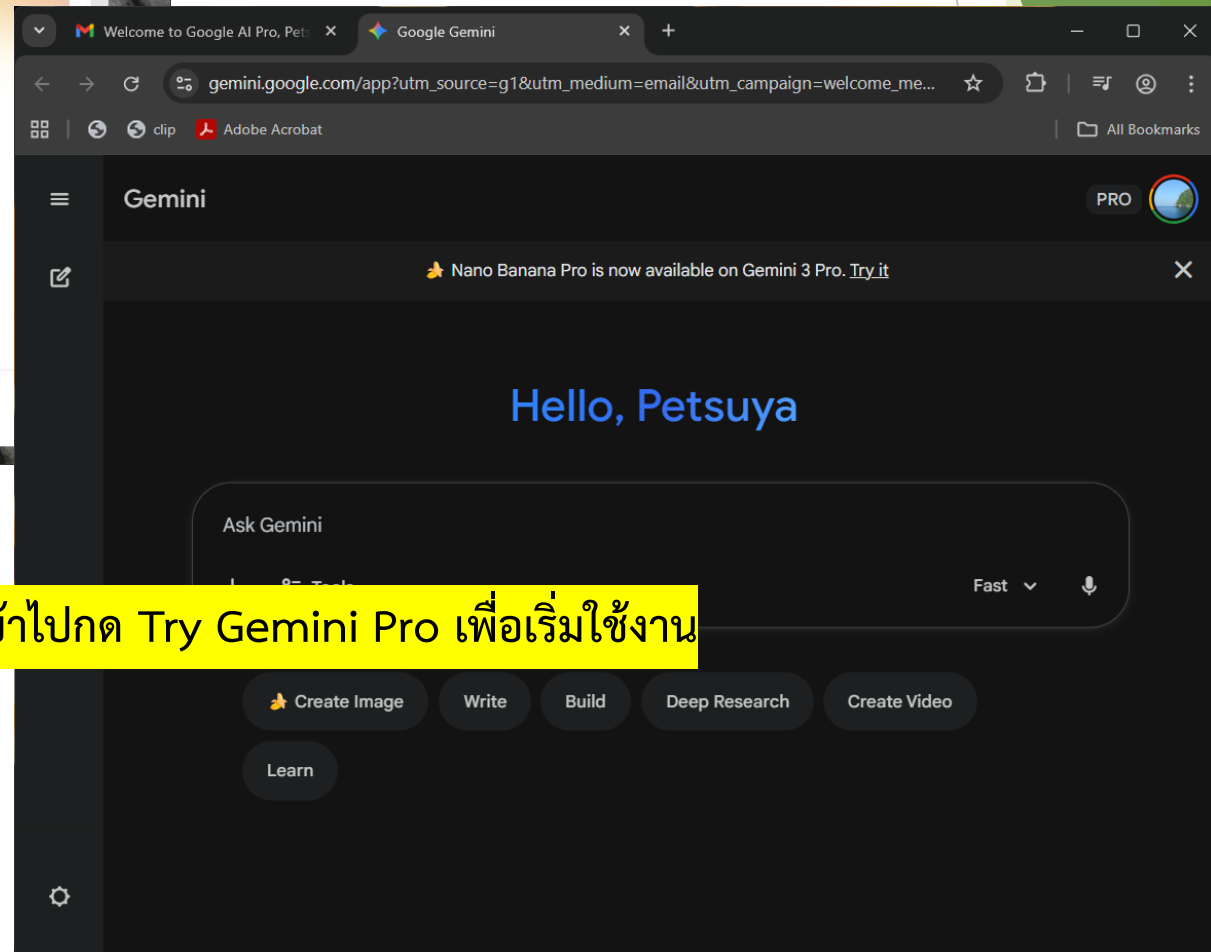 Welcome to Google AI Pro, Pets
Google Gemini
gemini.google.com/app?utm_source=g1&utm_medium=email&utm_campaign=welcome_me...
clip
Adobe Acrobat
All Bookmarks
Gemini
PRO
Nano Banana Pro is now available on Gemini 3 Pro. Try it
Hello, Petsuya
Ask Gemini
Fast
ไปกด Try Gemini Pro เพื่อเริ่มใช้งาน
Create Image
Write
Build
Deep Research
Create Video
Learn